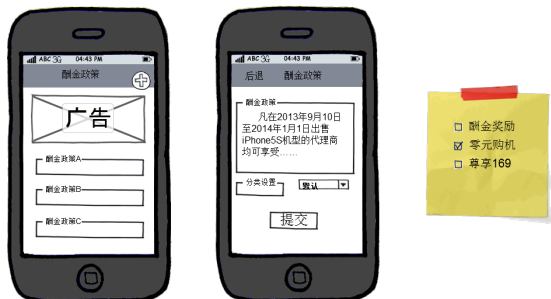 ABC 3G 04:43 PM
酬金政策
广告
酬金政策A
酬金政策B
酬金政策C
ABC 3G 04:43 PM
后退 酬金政策
酬金政策
凡在2013年9月10日
至2014年1月1日出售
iPhone5S机型的代理商
均可享受……
分类设置 默认
提交
酬金奖励
零元购机
尊享169